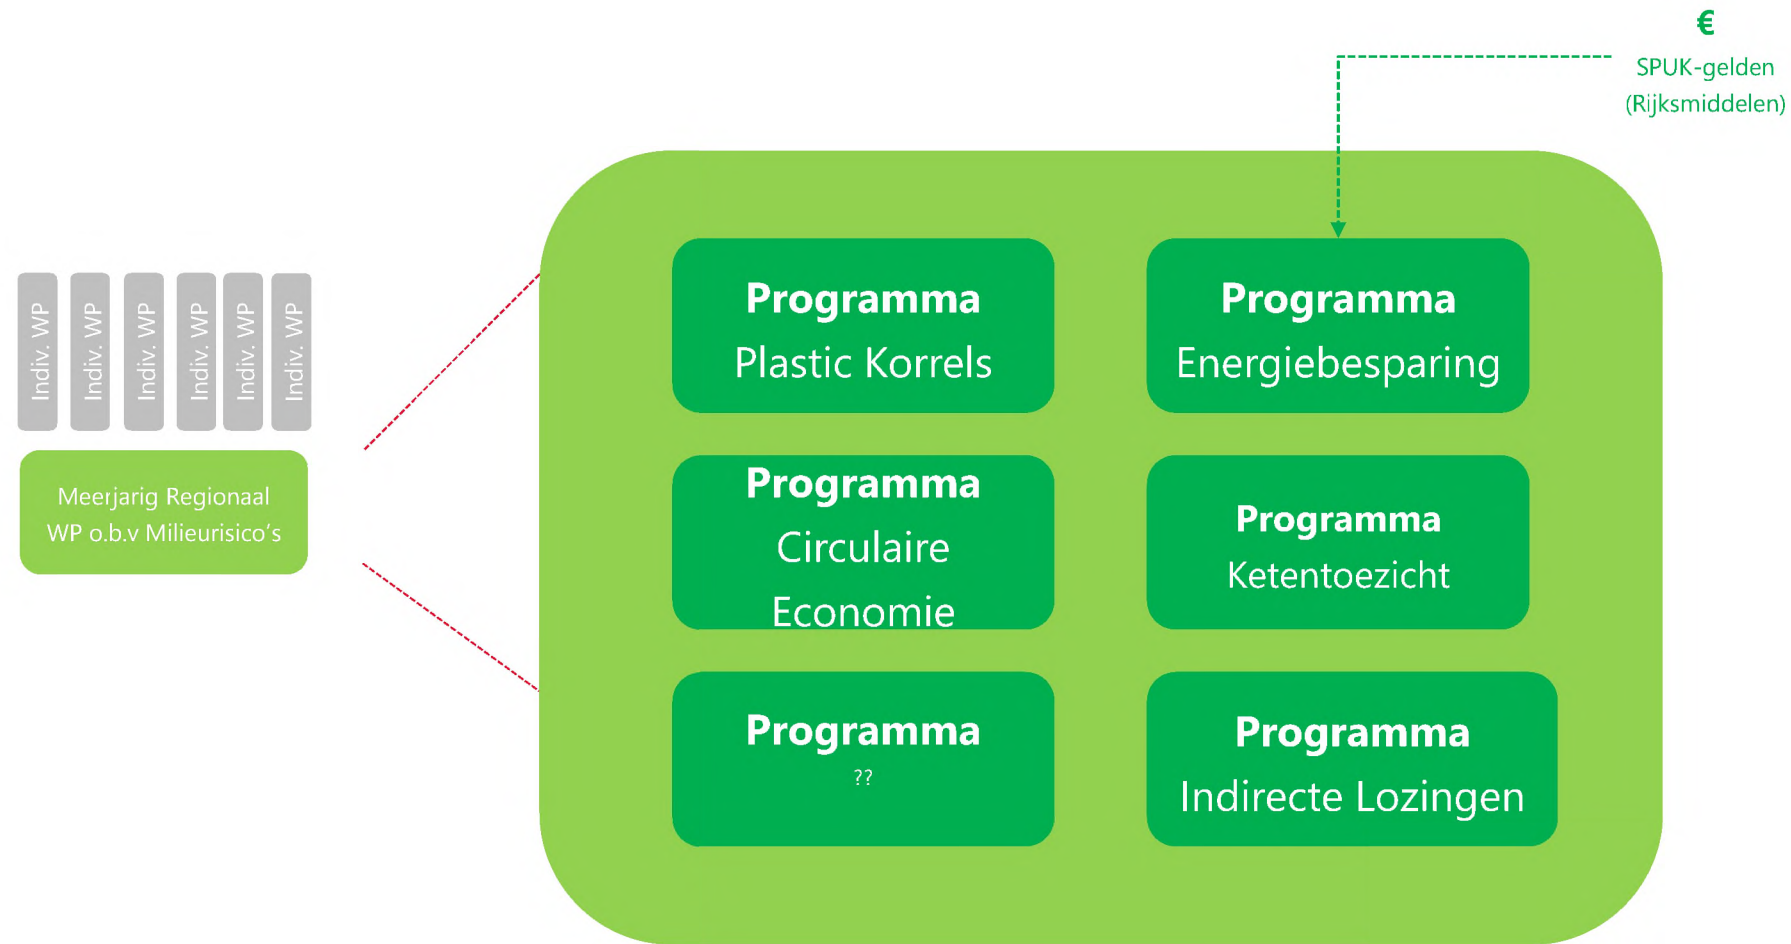 €
SPUK-gelden
(Rijksmiddelen)
Indiv. WP
Indiv. WP
Indiv. WP
Indiv. WP
Indiv. WP
Indiv. WP
Meerjarig Regionaal
WP o.b.v Milieurisico's
Programma
Plastic Korrels
Programma
Energiebesparing
Programma
Circulaire
Economie
Programma
Ketentoezicht
Programma
??
Programma
Indirecte Lozingen